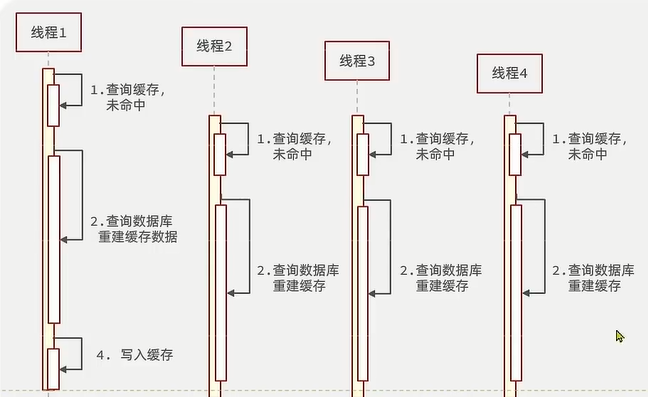 线程1
线程2
线程3
线程4
1.查询缓存，
未命中
1.查询缓存，
未命中
1.查询缓存，
未命中
1.查询缓存，
未命中
2.查询数据库
重建缓存数据
2.查询数据库
重建缓存
2.查询数据库
重建缓存
2.查询数据库
重建缓存
4. 写入缓存